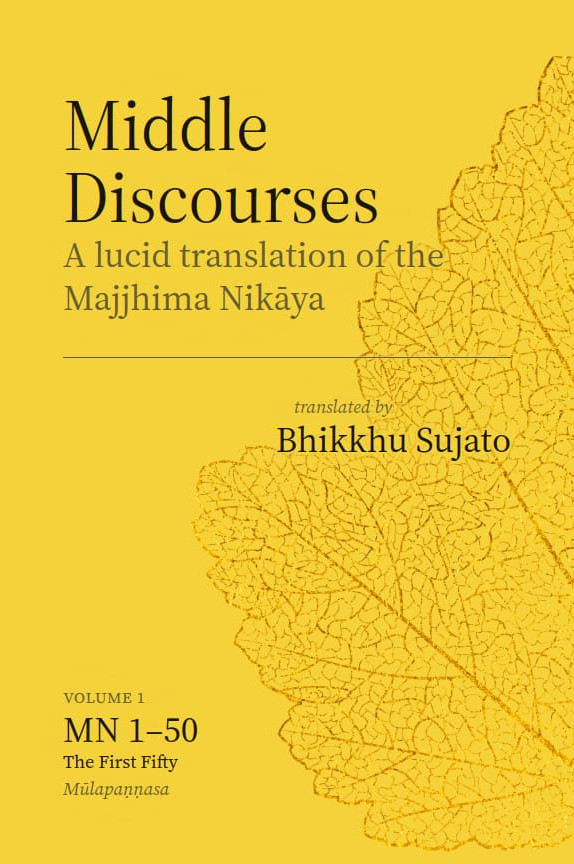 Middle
Discourses
A lucid translation of the
Majjhima Nikāya
translated by
Bhikkhu Sujato
VOLUME 1
MN 1–50
The First Fifty
Mūlapaṇṇasa